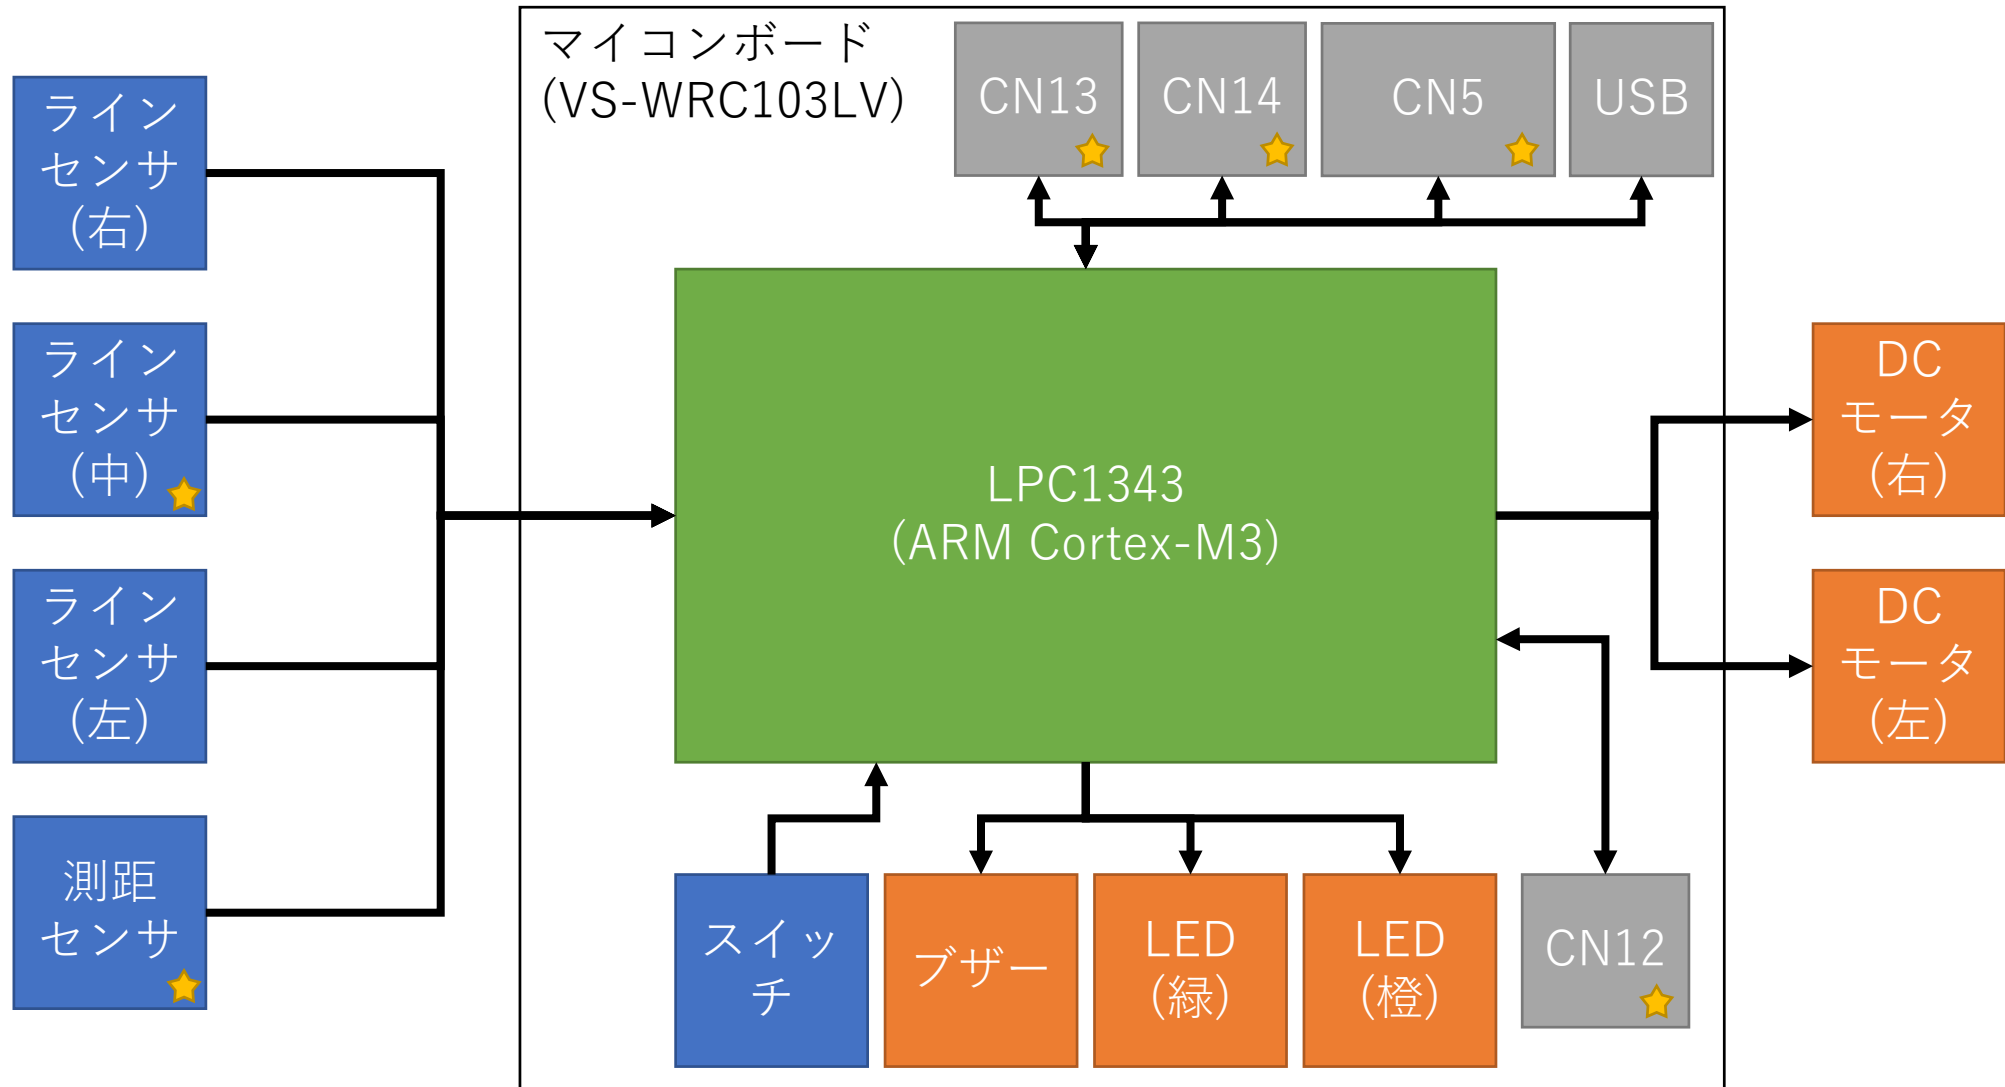 マイコンボード
(VS-WRC103LV)
CN13
CN14
CN5
USB
ライン
センサ
(右)
ライン
センサ
(中)
ライン
センサ
(左)
測距
センサ
LPC1343
(ARM Cortex-M3)
DC
モータ
(右)
DC
モータ
(左)
スイッ
チ
ブザー
LED
(緑)
LED
(橙)
CN12